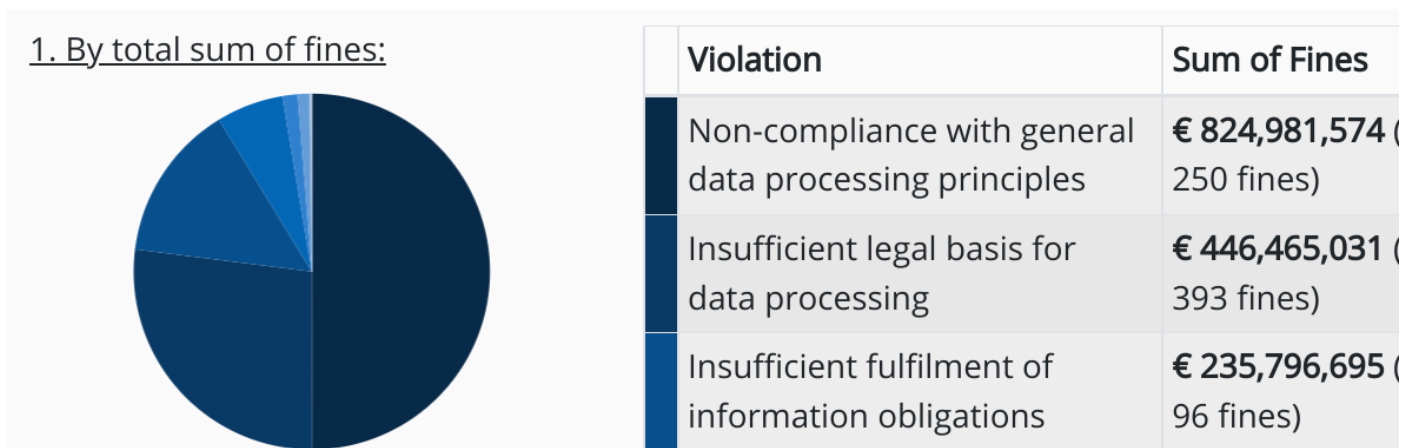 1. By total sum of fines:
Violation Sum of Fines
Non-compliance with general € 824,981,574 (
data processing principles 250 fines)
Insufficient legal basis for € 446,465,031 (
data processing 393 fines)
Insufficient fulfilment of € 235,796,695 (
information obligations 96 fines)